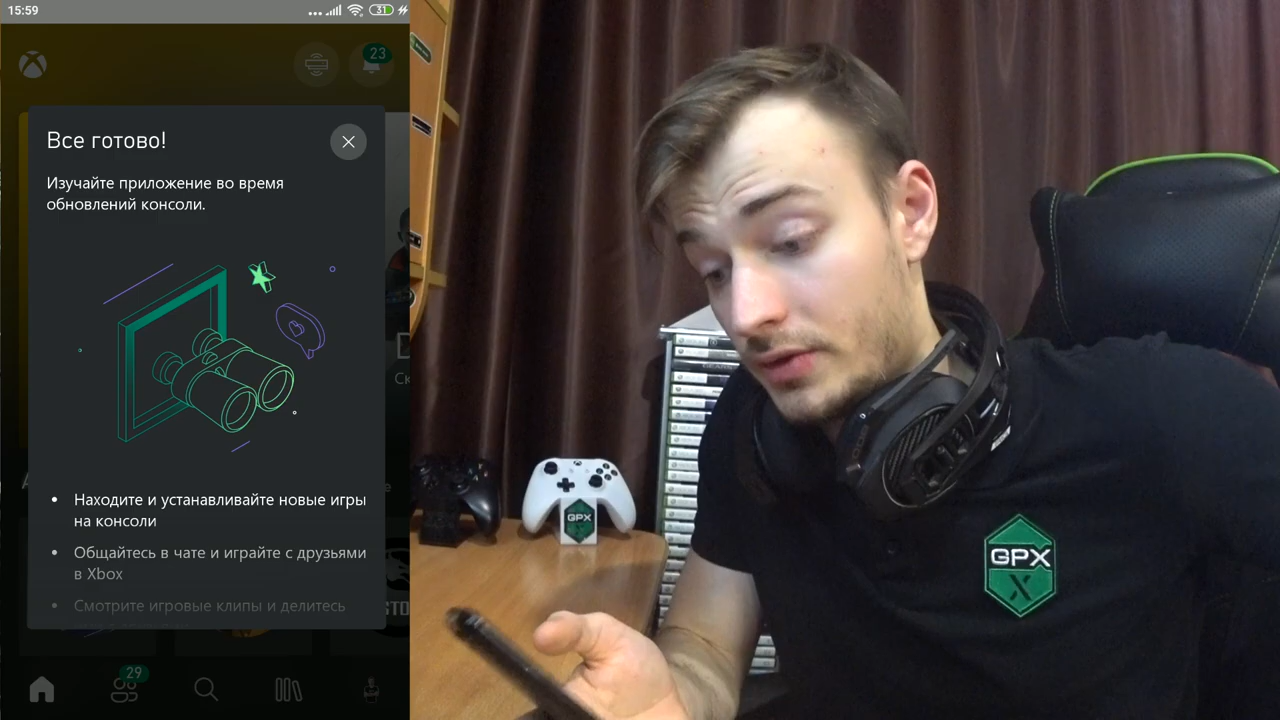 15:59
31
23
Все готово!
Изучайте приложение во время
обновлений консоли.
Находите и устанавливайте новые игры
на консоли
Общайтесь в чате и играйте с друзьями
в Xbox
Смотрите игровые клипы и делитесь
29
GPX
X
GPX
X